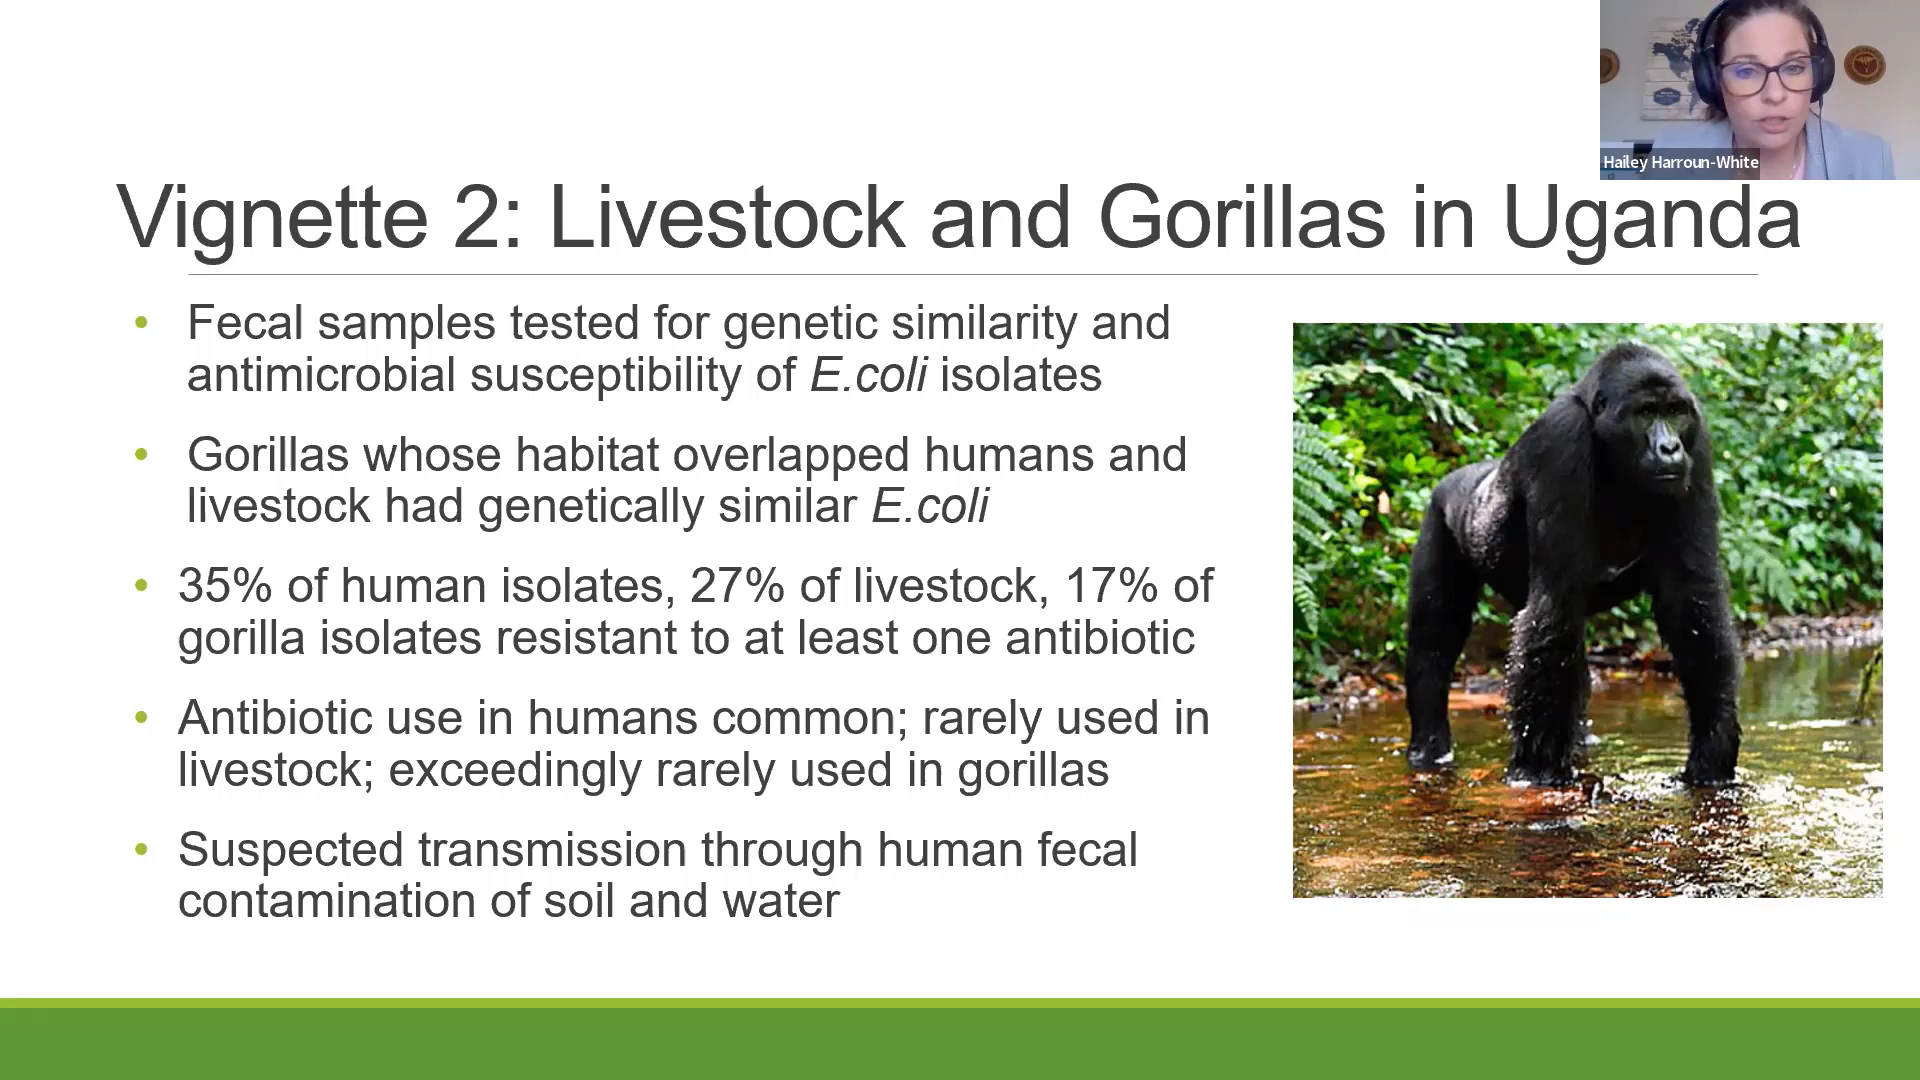 Hailey Harroun-White
Vignette 2: Livestock and Gorillas in Uganda
• Fecal samples tested for genetic similarity and
antimicrobial susceptibility of E.coli isolates
• Gorillas whose habitat overlapped humans and
livestock had genetically similar E.coli
• 35% of human isolates, 27% of livestock, 17% of
gorilla isolates resistant to at least one antibiotic
• Antibiotic use in humans common; rarely used in
livestock; exceedingly rarely used in gorillas
• Suspected transmission through human fecal
contamination of soil and water